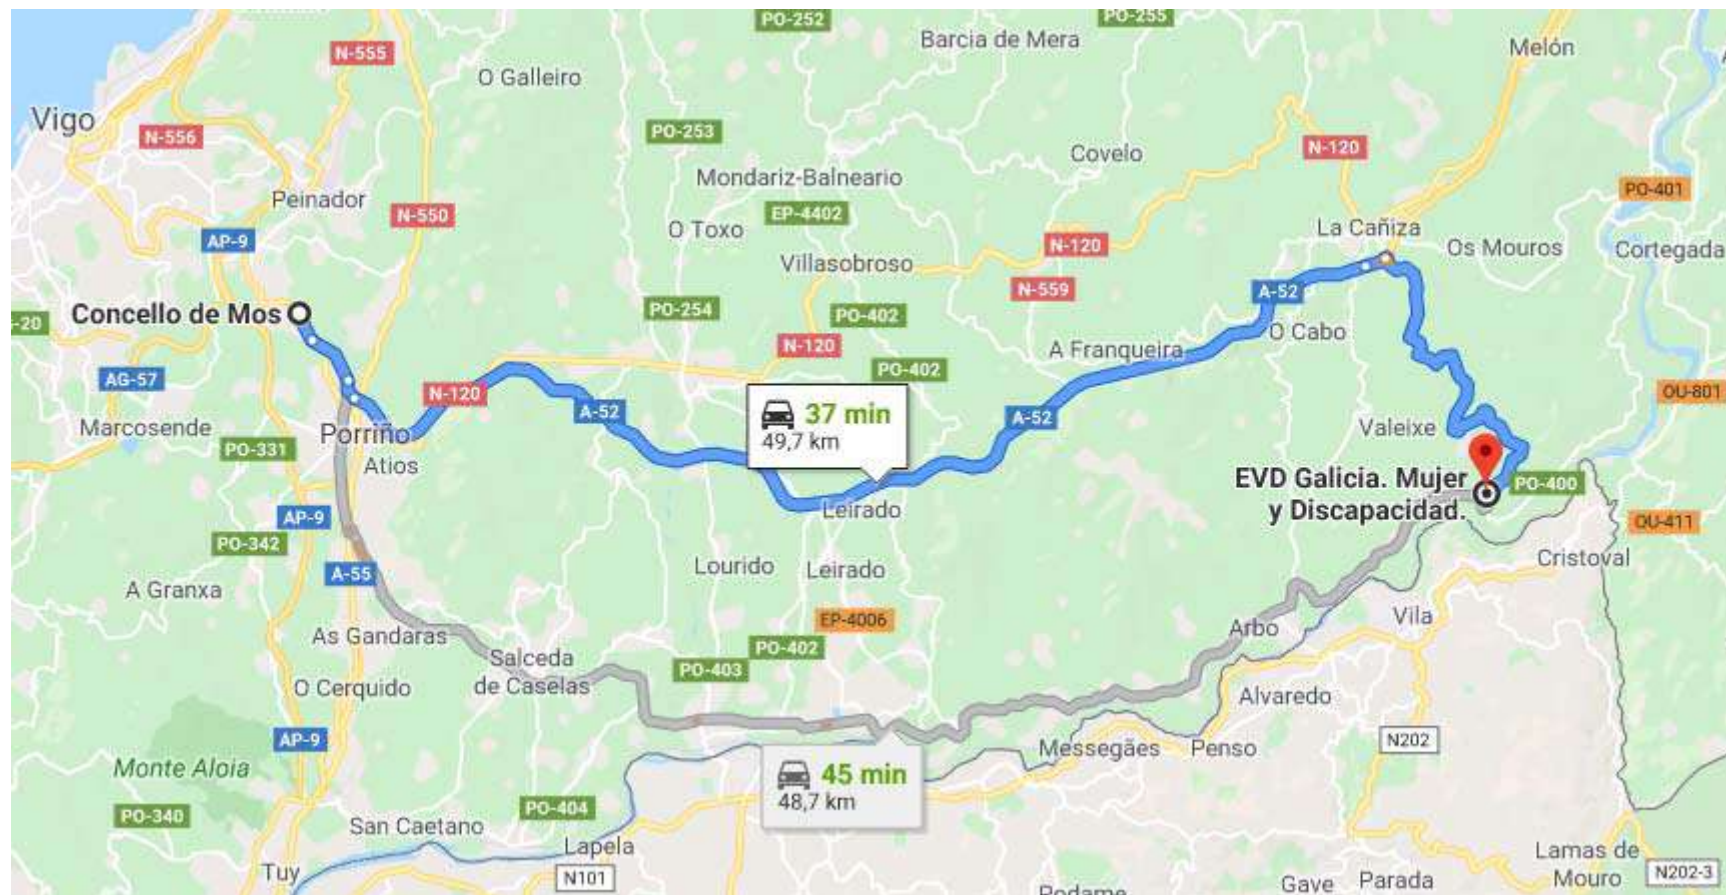 PO-252
PO-255
N-555
Barcia de Mera
Melón
O Galleiro
Vigo
N-556
PO-253
N-120
Covelo
Mondariz-Balneario
PO-401
Peinador
N-550
EP-4402
O Toxo
La Cañiza
AP-9
N-120
Os Mouros
Cortegada
Villasobroso
N-559
A-52
Concello de Mos
PO-254
PO-402
-20
O Cabo
N-120
A Franqueira
PO-402
AG-57
N-120
OU-801
37 min
49,7 km
A-52
A-52
Marcosende
Porriño
Valeixe
PO-331
Atios
EVD Galicia. Mujer
y Discapacidad.
PO-400
Leirado
AP-9
OU-411
PO-342
Cristoval
Lourido
Leirado
A-55
A Granxa
EP-4006
Vila
Arbo
As Gandaras
PO-402
Salceda
de Caselas
PO-403
O Cerquido
Alvaredo
AP-9
Messegães
Penso
N202
Monte Aloia
45 min
48,7 km
PO-404
PO-340
San Caetano
Lapela
Lamas de
Mouro
Tuy
N101
N202-3
Gave
Parada